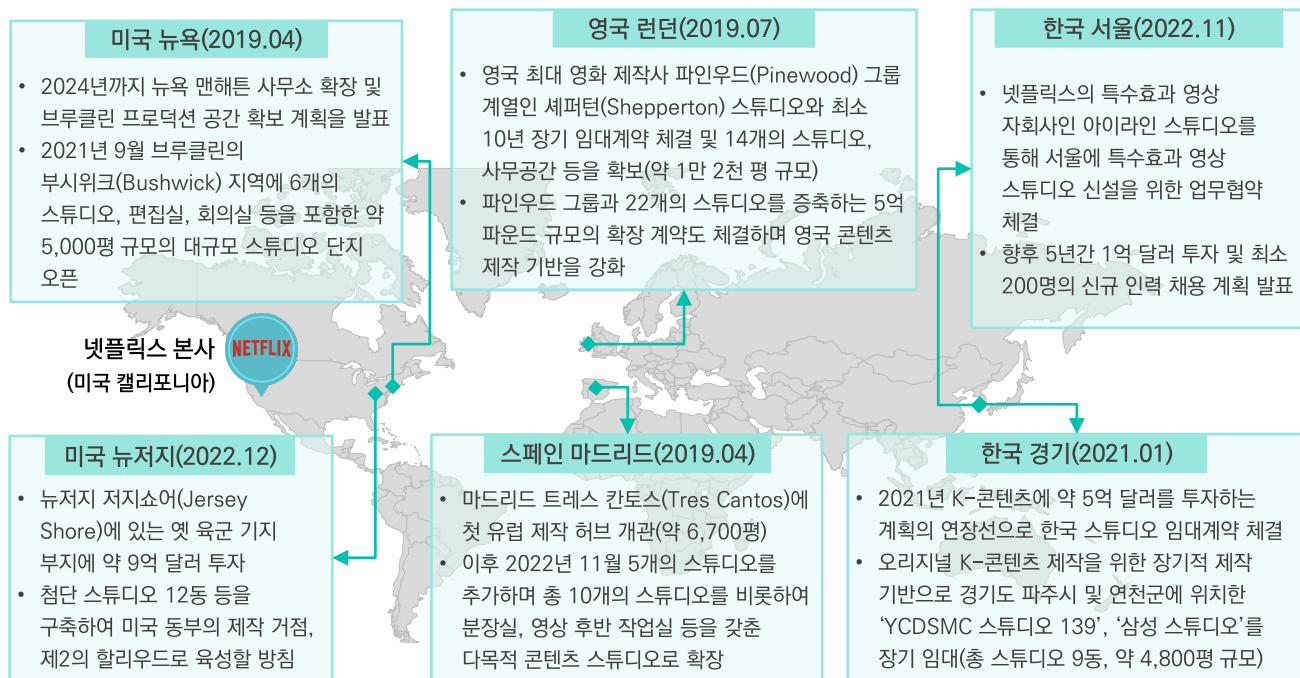 미국 뉴욕(2019.04)
• 2024년까지 뉴욕 맨해튼 사무소 확장 및
브루클린 프로덕션 공간 확보 계획을 발표
• 2021년 9월 브루클린의
부시위크(Bushwick) 지역에 6개의
스튜디오, 편집실, 회의실 등을 포함한 약
5,000평 규모의 대규모 스튜디오 단지
오픈
영국 런던(2019.07)
• 영국 최대 영화 제작사 파인우드(Pinewood) 그룹
계열인 셰퍼턴(Shepperton) 스튜디오와 최소
10년 장기 임대계약 체결 및 14개의 스튜디오,
사무공간 등을 확보(약 1만 2천 평 규모)
• 파인우드 그룹과 22개의 스튜디오를 증축하는 5억
파운드 규모의 확장 계약도 체결하며 영국 콘텐츠
제작 기반을 강화
한국 서울(2022.11)
• 넷플릭스의 특수효과 영상
자회사인 아이라인 스튜디오를
통해 서울에 특수효과 영상
스튜디오 신설을 위한 업무협약
체결
• 향후 5년간 1억 달러 투자 및 최소
200명의 신규 인력 채용 계획 발표
넷플릭스 본사
(미국 캘리포니아)
NETFLIX
미국 뉴저지(2022.12)
• 뉴저지 저지쇼어(Jersey
Shore)에 있는 옛 육군 기지
부지에 약 9억 달러 투자
• 첨단 스튜디오 12동 등을
구축하여 미국 동부의 제작 거점,
제2의 할리우드로 육성할 방침
스페인 마드리드(2019.04)
• 마드리드 트레스 칸토스(Tres Cantos)에
첫 유럽 제작 허브 개관(약 6,700평)
• 이후 2022년 11월 5개의 스튜디오를
추가하며 총 10개의 스튜디오를 비롯하여
분장실, 영상 후반 작업실 등을 갖춘
다목적 콘텐츠 스튜디오로 확장
한국 경기(2021.01)
• 2021년 K-콘텐츠에 약 5억 달러를 투자하는
계획의 연장선으로 한국 스튜디오 임대계약 체결
• 오리지널 K-콘텐츠 제작을 위한 장기적 제작
기반으로 경기도 파주시 및 연천군에 위치한
‘YCDSMC 스튜디오 139’, ‘삼성 스튜디오’를
장기 임대(총 스튜디오 9동, 약 4,800평 규모)